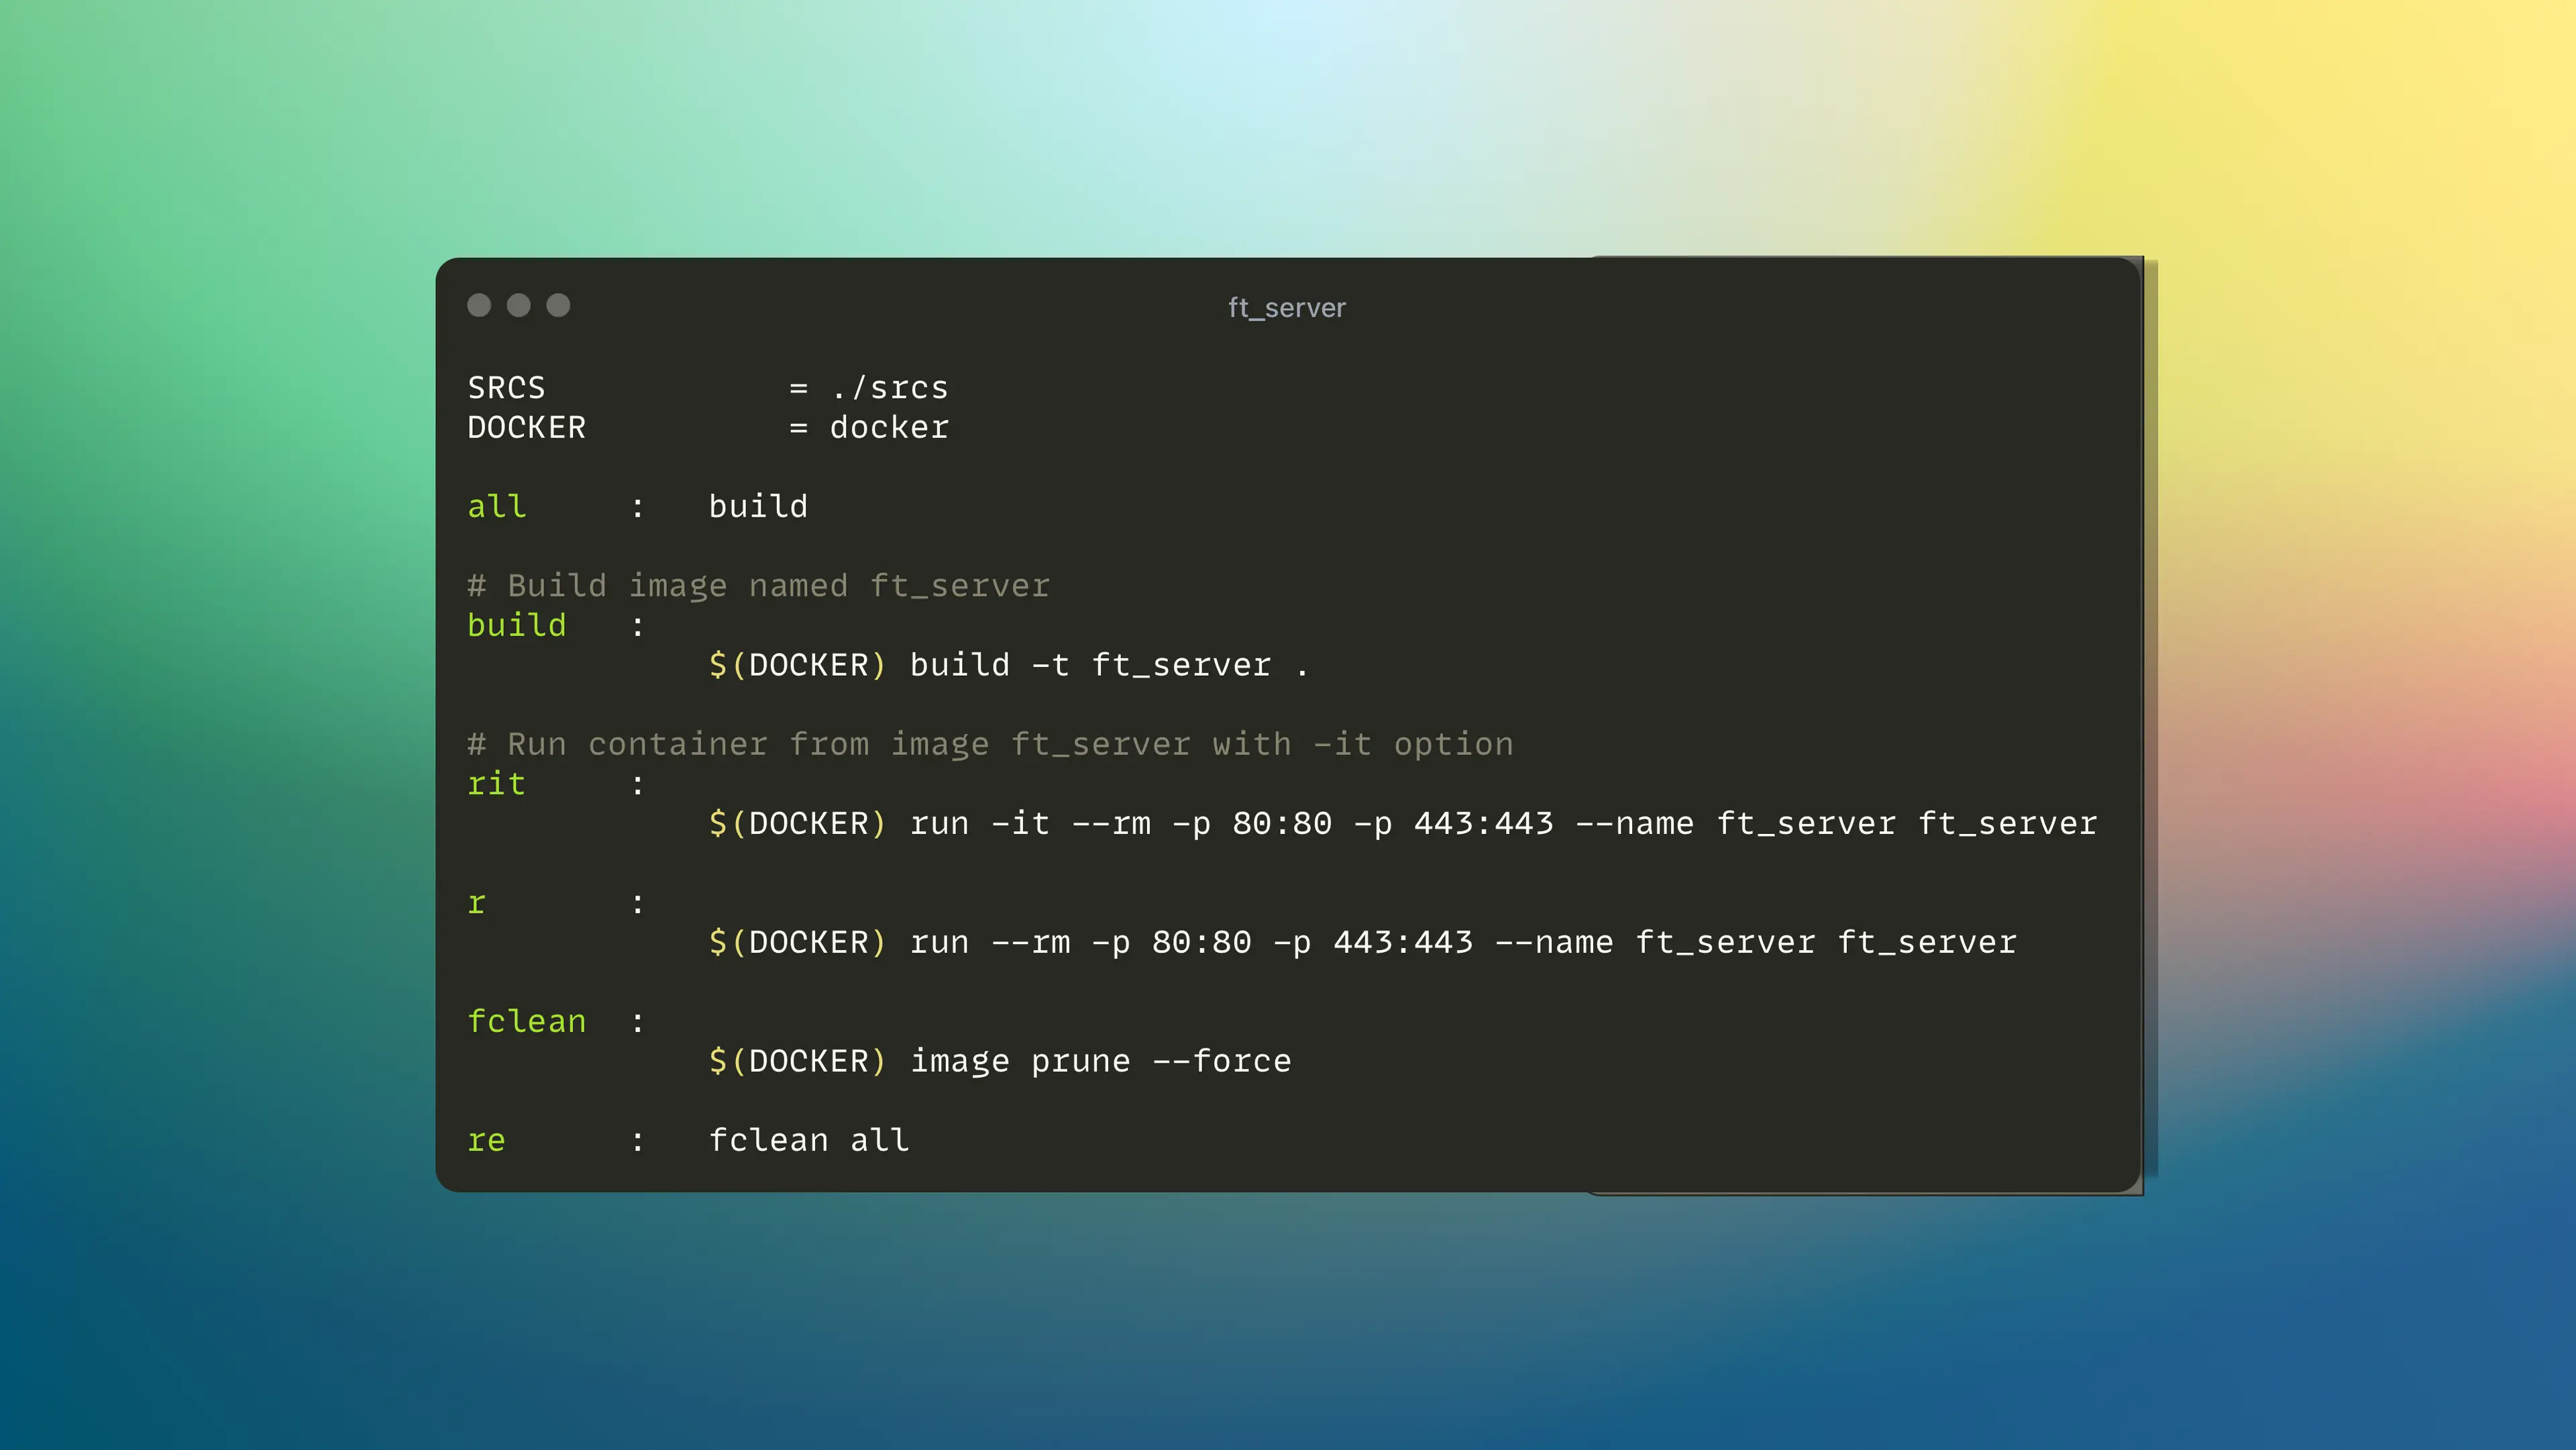 ft_server
SRCS = ./srcs
DOCKER = docker
all : build
# Build image named ft_server
build :
$(DOCKER) build -t ft_server .
# Run container from image ft_server with -it option
rit :
$(DOCKER) run -it --rm -p 80:80 -p 443:443 --name ft_server ft_server
r :
$(DOCKER) run --rm -p 80:80 -p 443:443 --name ft_server ft_server
fclean :
$(DOCKER) image prune --force
re : fclean all